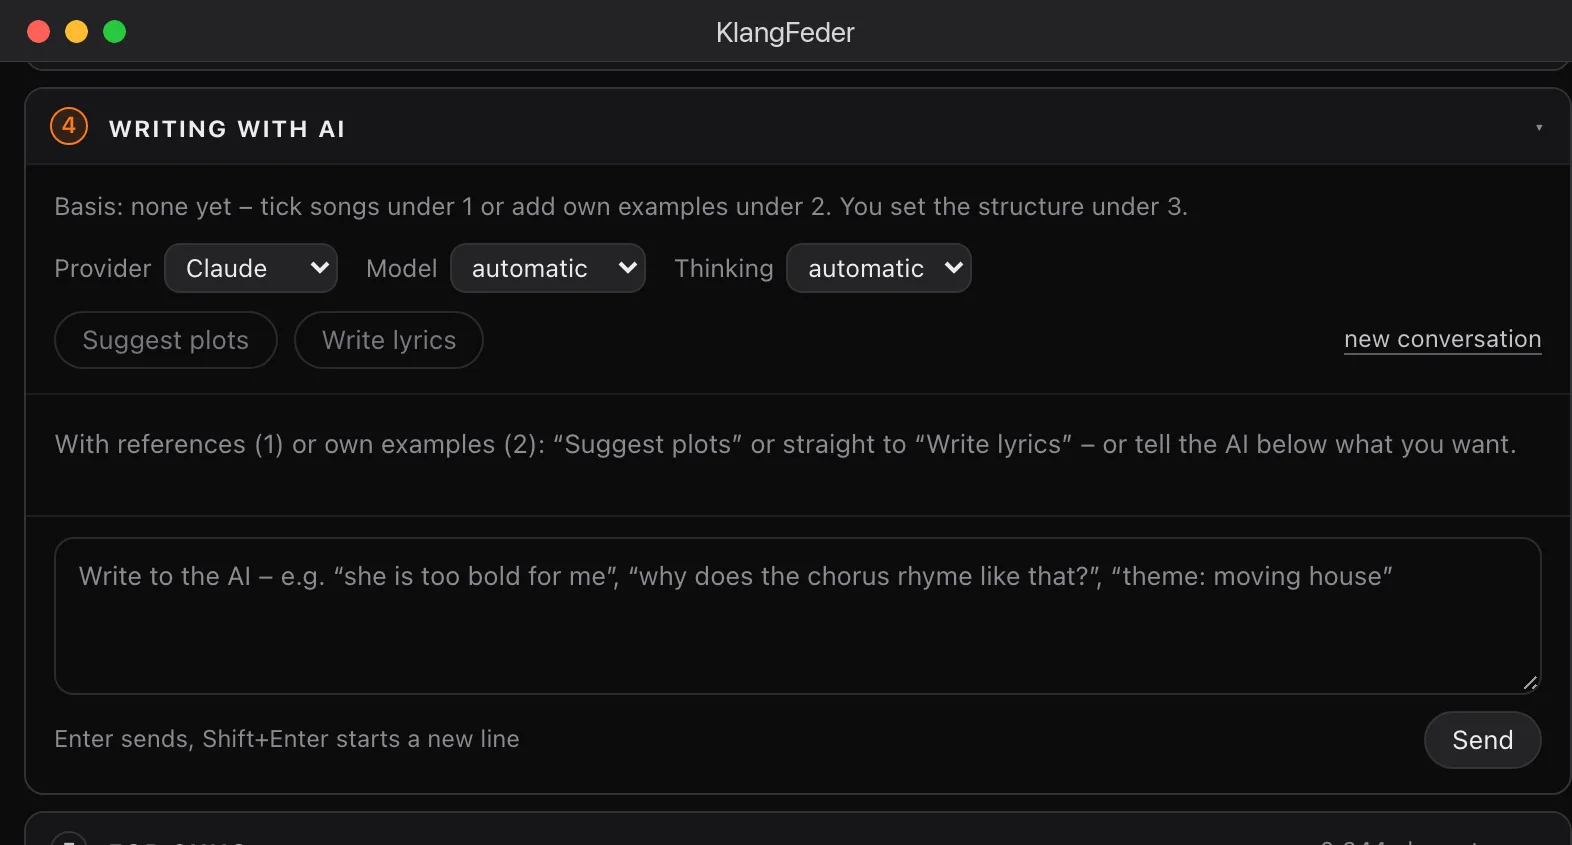 KlangFeder
4 WRITING WITH AI
Basis: none yet – tick songs under 1 or add own examples under 2. You set the structure under 3.
Provider Claude Model automatic Thinking automatic
Suggest plots Write lyrics new conversation
With references (1) or own examples (2): “Suggest plots” or straight to “Write lyrics” – or tell the AI below what you want.
Write to the AI – e.g. “she is too bold for me”, “why does the chorus rhyme like that?”, “theme: moving house”
Enter sends, Shift+Enter starts a new line
Send